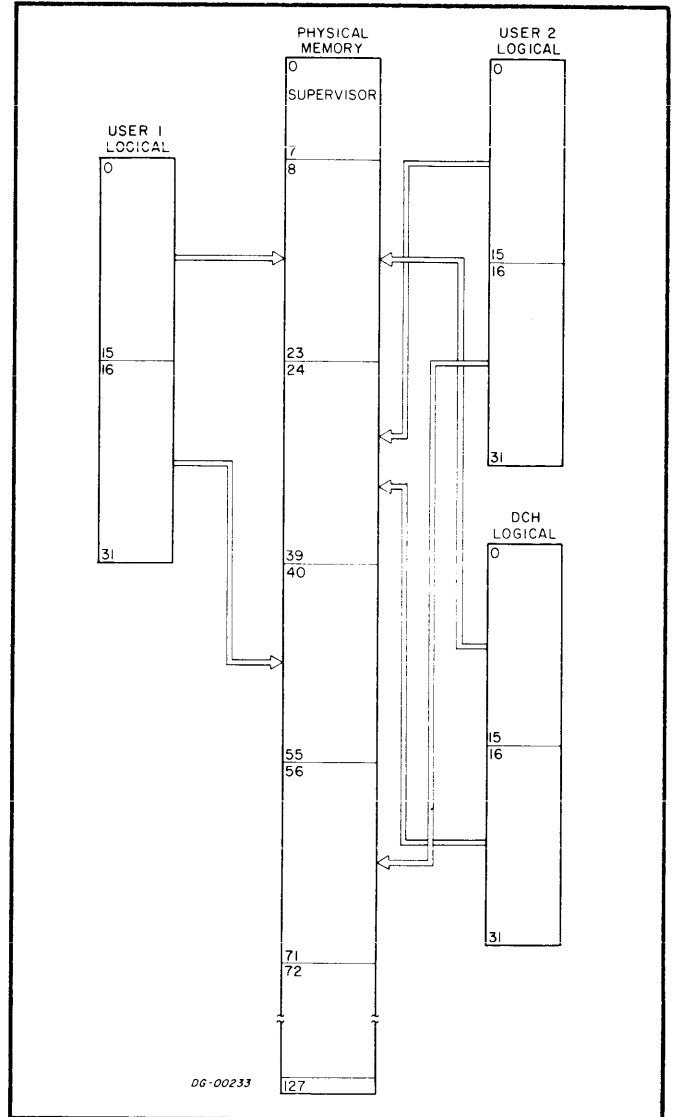 PHYSICAL
MEMORY
0
SUPERVISOR
7
8
23
24
39
40
55
56
71
72
127
USER 1
LOGICAL
0
15
16
31
USER 2
LOGICAL
0
15
16
31
DCH
LOGICAL
0
15
16
31
DG-00233